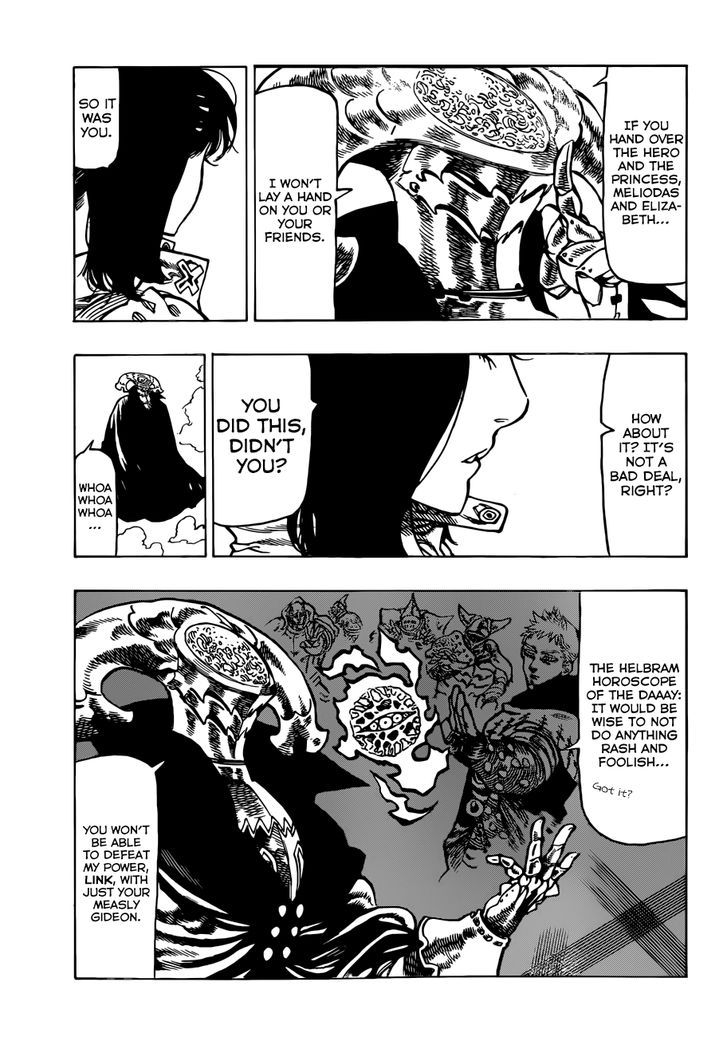 IF YOU
HAND OVER
THE HERO
AND THE
PRINCESS,
MELIODAS
AND ELIZA-
BETH...
I WON'T
LAY A HAND
ON YOU OR
YOUR
FRIENDS.
SO IT
WAS
YOU.
HOW
ABOUT
IT? IT'S
NOT A
BAD DEAL,
RIGHT?
YOU
DID THIS,
DIDN'T
YOU?
WHOA
WHOA
WHOA
...
THE HELBRAM
HOROSCOPE
OF THE DAAAY:
IT WOULD BE
WISE TO NOT
DO ANYTHING
RASH AND
FOOLISH...
Got it?
YOU WON'T
BE ABLE
TO DEFEAT
MY POWER,
LINK, WITH
JUST YOUR
MEASLY
GIDEON.